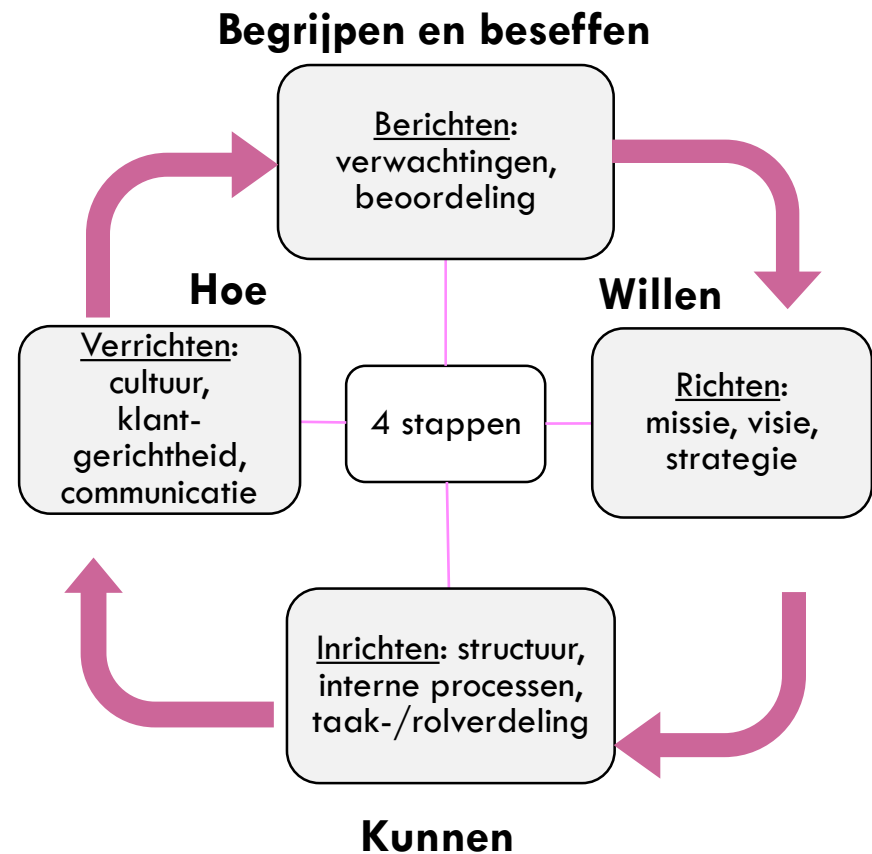 Begrijpen en beseffen
Berichten:
verwachtingen,
beoordeling
Hoe
Willen
Verrichten:
cultuur,
klant-
gerichtheid,
communicatie
4 stappen
Richten:
missie, visie,
strategie
Inrichten: structuur,
interne processen,
taak-/rolverdeling
Kunnen